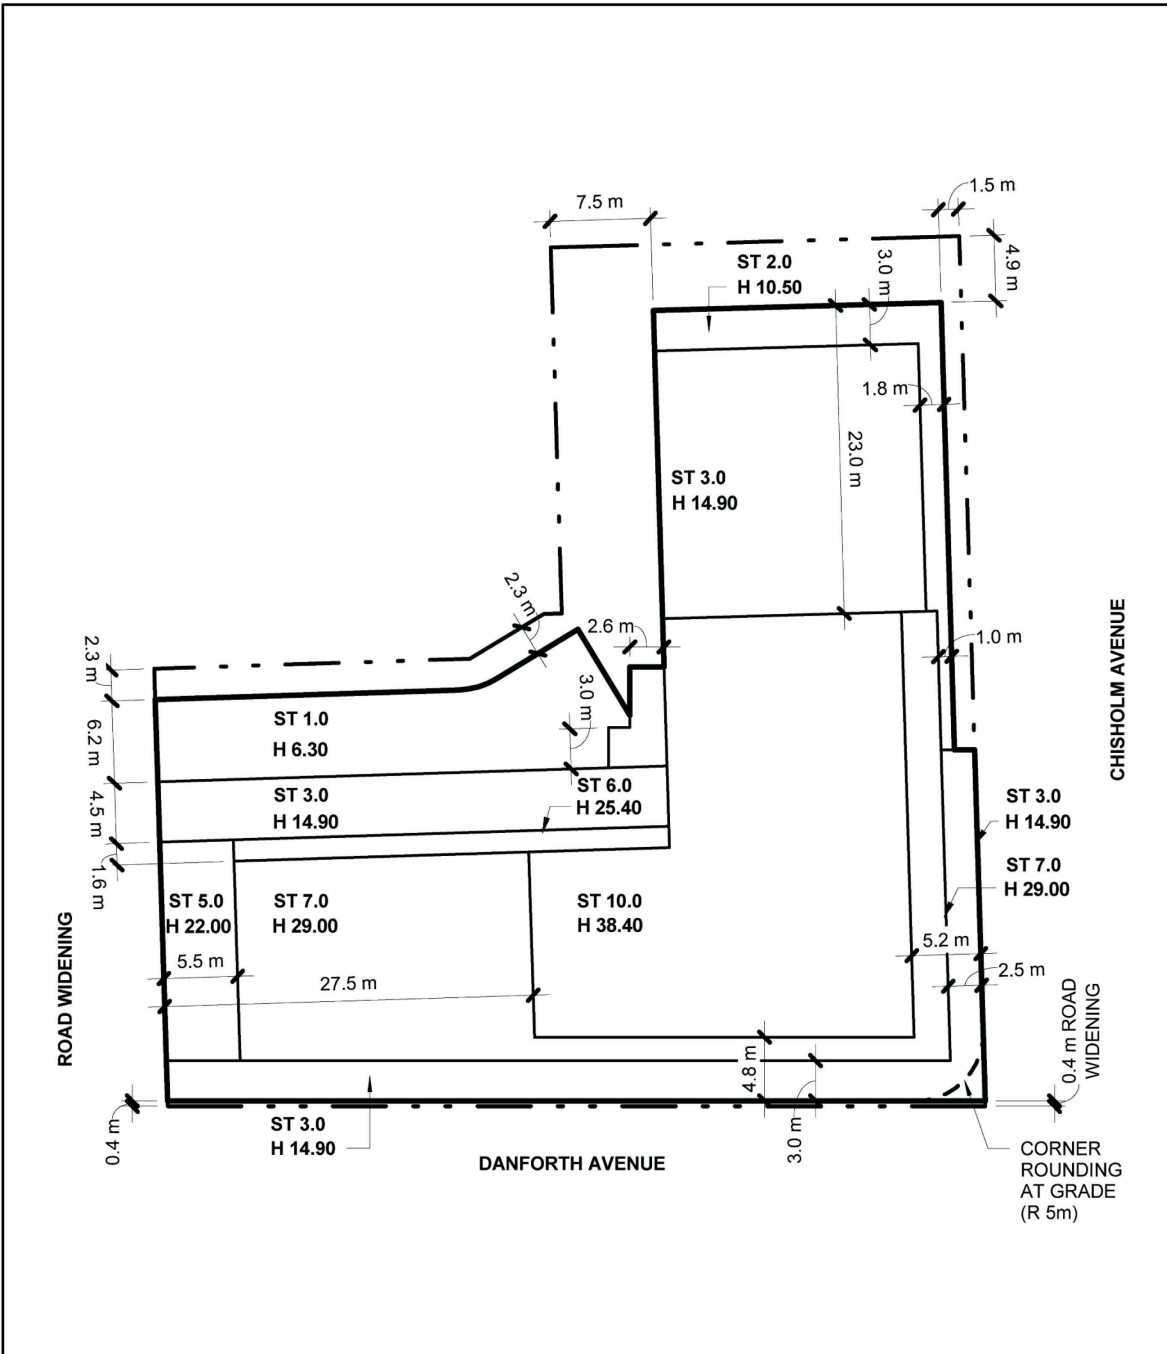 1.5 m
7.5 m
4.9 m
ST 2.0
H 10.50
3.0 m
1.8 m
23.0 m
ST 3.0
H 14.90
2.3 m
2.6 m
1.0 m
CHISHOLM AVENUE
2.3 m
6.2 m
4.5 m
1.6 m
ST 1.0
H 6.30
3.0 m
ST 3.0
H 14.90
ST 6.0
H 25.40
ST 3.0
H 14.90
ST 7.0
H 29.00
ST 5.0
H 22.00
ST 7.0
H 29.00
ST 10.0
H 38.40
5.2 m
2.5 m
5.5 m
27.5 m
ROAD WIDENING
0.4 m ROAD
WIDENING
4.8 m
3.0 m
0.4 m
ST 3.0
H 14.90
DANFORTH AVENUE
CORNER
ROUNDING
AT GRADE
(R 5m)